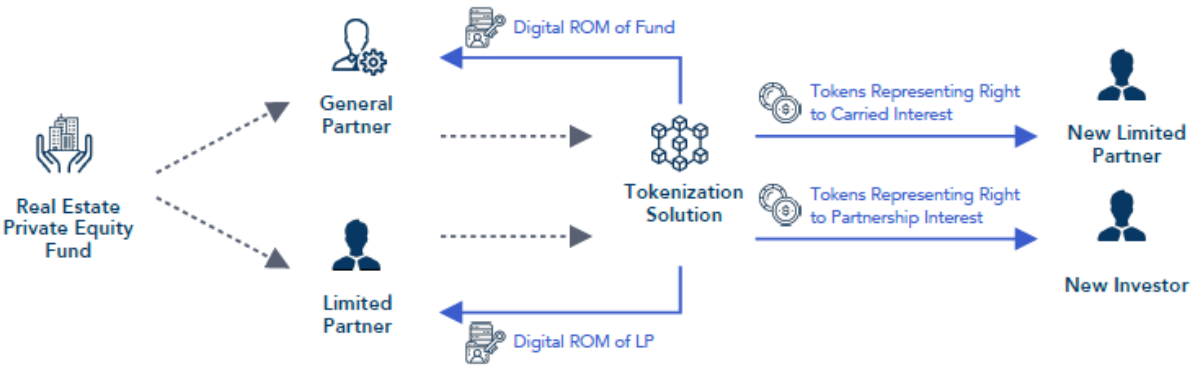 Digital ROM of Fund
General
Partner
Tokens Representing Right
to Carried Interest
New Limited
Partner
Real Estate
Private Equity
Fund
Tokenization
Solution
Tokens Representing Right
to Partnership Interest
New Investor
Limited
Partner
Digital ROM of LP